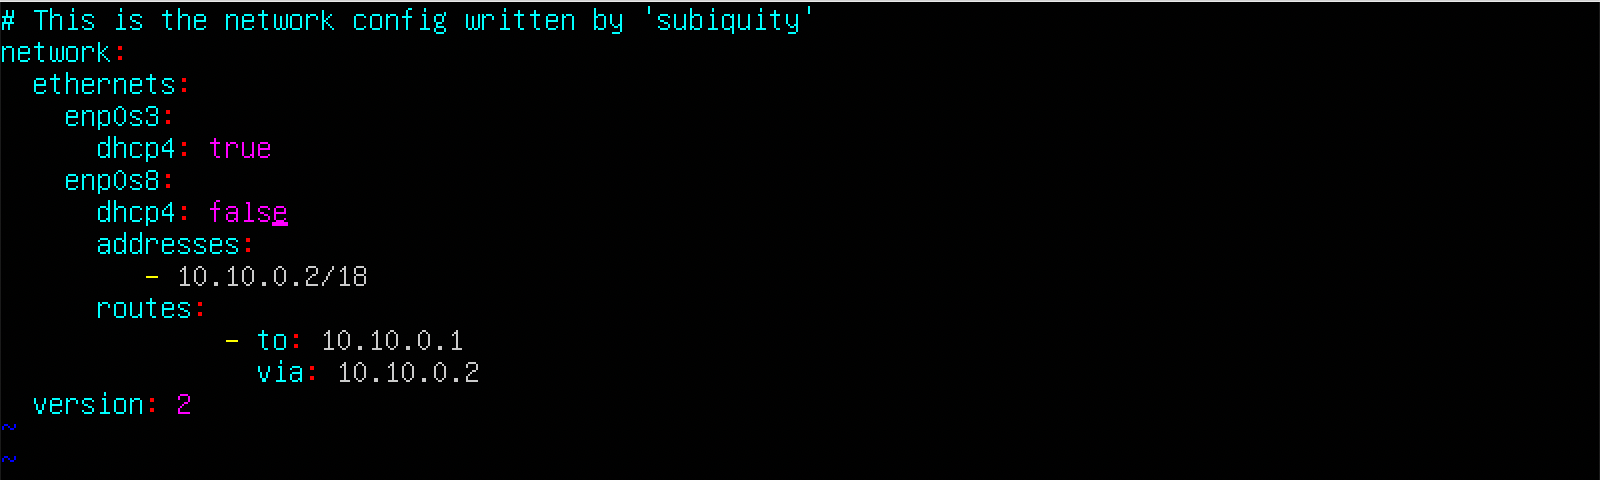 # This is the network config written by 'subiquity'
network:
  ethernets:
    enp0s3:
      dhcp4: true
    enp0s8:
      dhcp4: false
      addresses:
         - 10.10.0.2/18
      routes:
              - to: 10.10.0.1
                via: 10.10.0.2
  version: 2
~
~